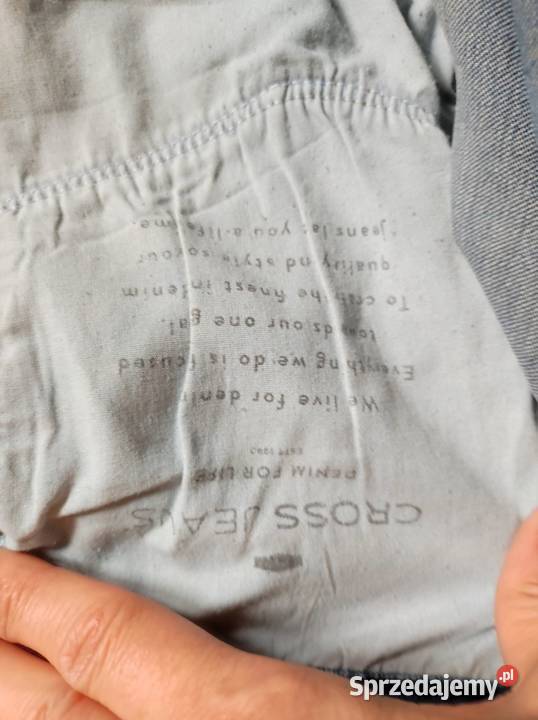 CROSS JEANS
DENIM FOR LIFE
We live for denim
Everything we do is focused
towards our one goal.
To craft the finest in denim
quality and style so your
jeans last you a lifetime.
Sprzedajemy.pl